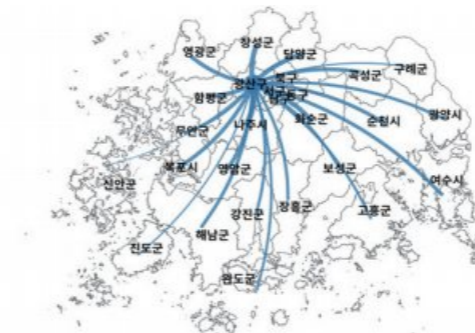 장성군
영광군
담양군
구례군
곡성군
북구
광산구
함평군
광양시
순천시
화순군
나주시
무안군
목포시
영암군
보성군
여수시
신안군
장흥군
고흥군
강진군
해남군
진도군
완도군